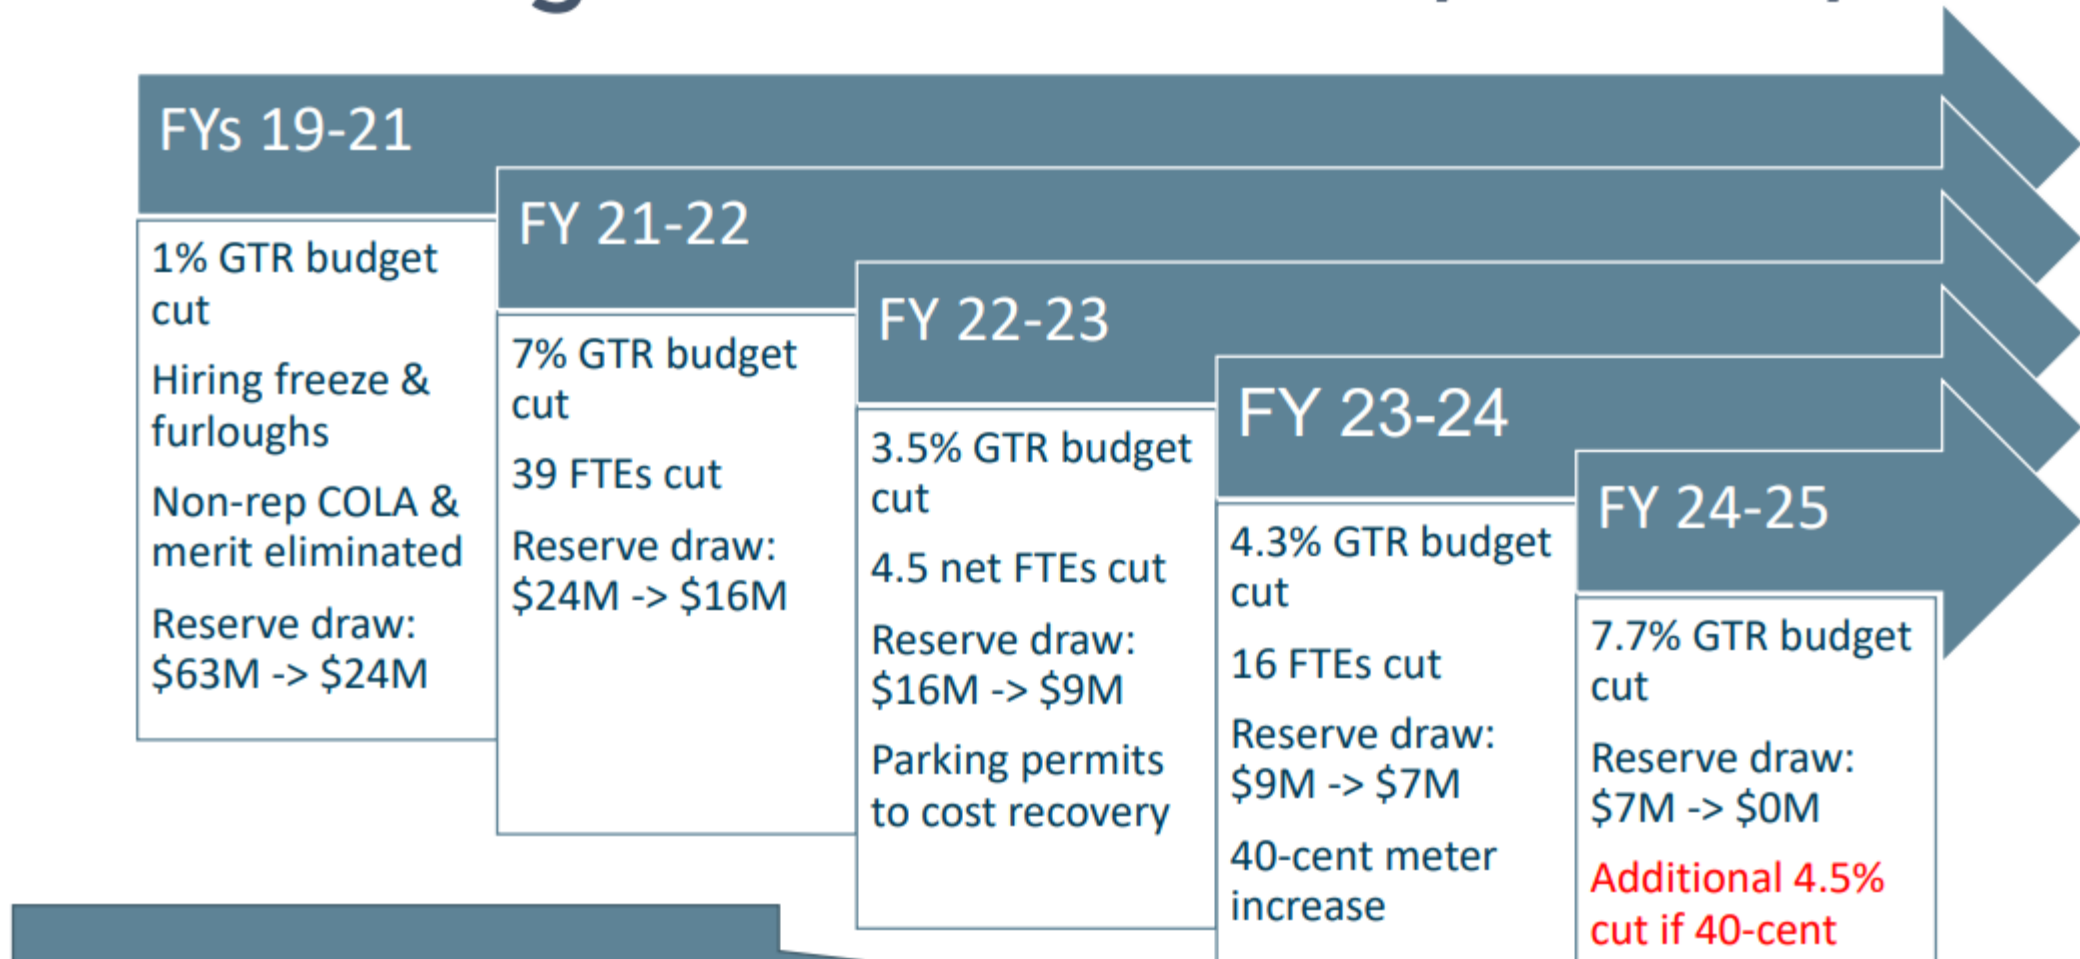 FYs 19-21
1% GTR budget
cut
Hiring freeze &
furloughs
Non-rep COLA &
merit eliminated
Reserve draw:
$63M -> $24M
FY 21-22
7% GTR budget
cut
39 FTEs cut
Reserve draw:
$24M -> $16M
FY 22-23
3.5% GTR budget
cut
4.5 net FTEs cut
Reserve draw:
$16M -> $9M
Parking permits
to cost recovery
FY 23-24
4.3% GTR budget
cut
16 FTEs cut
Reserve draw:
$9M -> $7M
40-cent meter
increase
FY 24-25
7.7% GTR budget
cut
Reserve draw:
$7M -> $0M
Additional 4.5%
cut if 40-cent